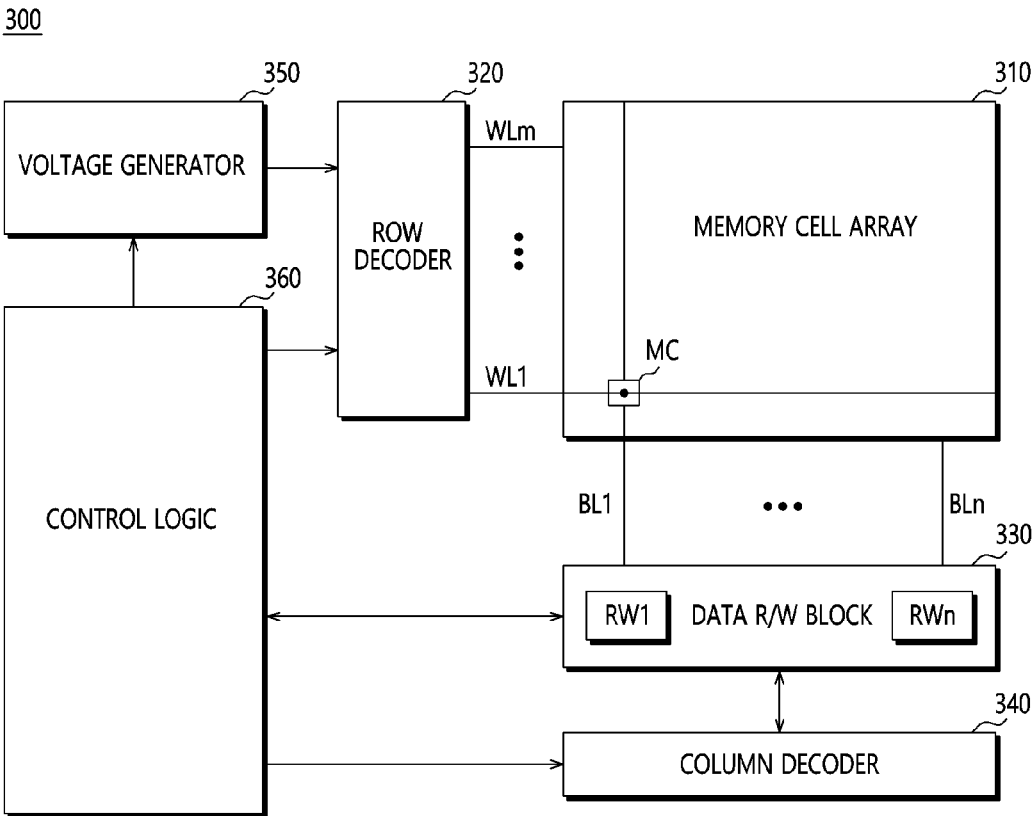 300
350
320
310
VOLTAGE GENERATOR
WLm
ROW
DECODER
MEMORY CELL ARRAY
360
MC
WL1
CONTROL LOGIC
BL1
BLn
330
RW1
DATA R/W BLOCK
RWn
340
COLUMN DECODER